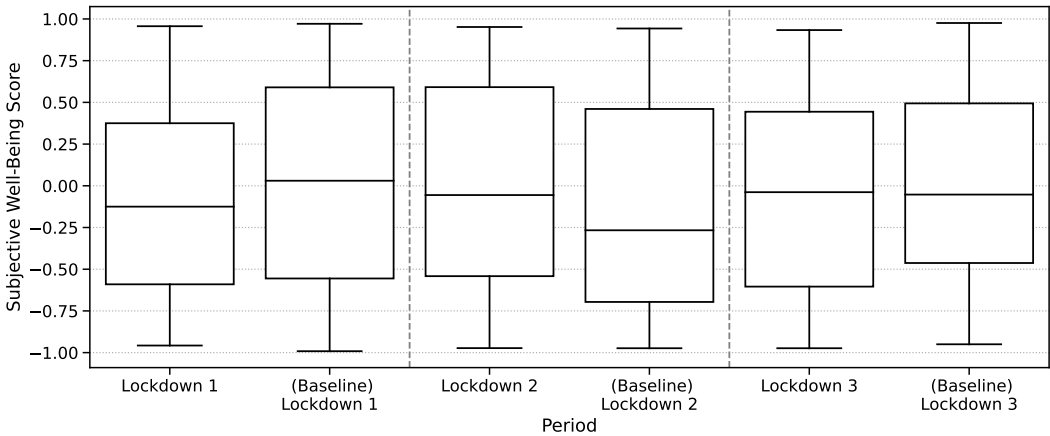 Subjective Well-Being Score
1.00
0.75
0.50
0.25
0.00
−0.25
−0.50
−0.75
−1.00
Lockdown 1
(Baseline)
Lockdown 1
Lockdown 2
(Baseline)
Lockdown 2
Lockdown 3
(Baseline)
Lockdown 3
Period